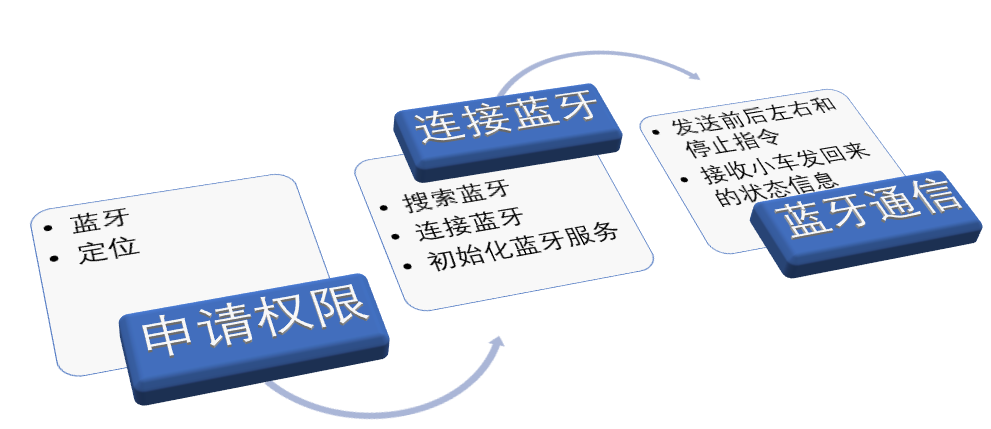 • 蓝牙
• 定位
申请权限
连接蓝牙
• 搜索蓝牙
• 连接蓝牙
• 初始化蓝牙服务
• 发送前后左右和
停止指令
• 接收小车发回来
的状态信息
蓝牙通信